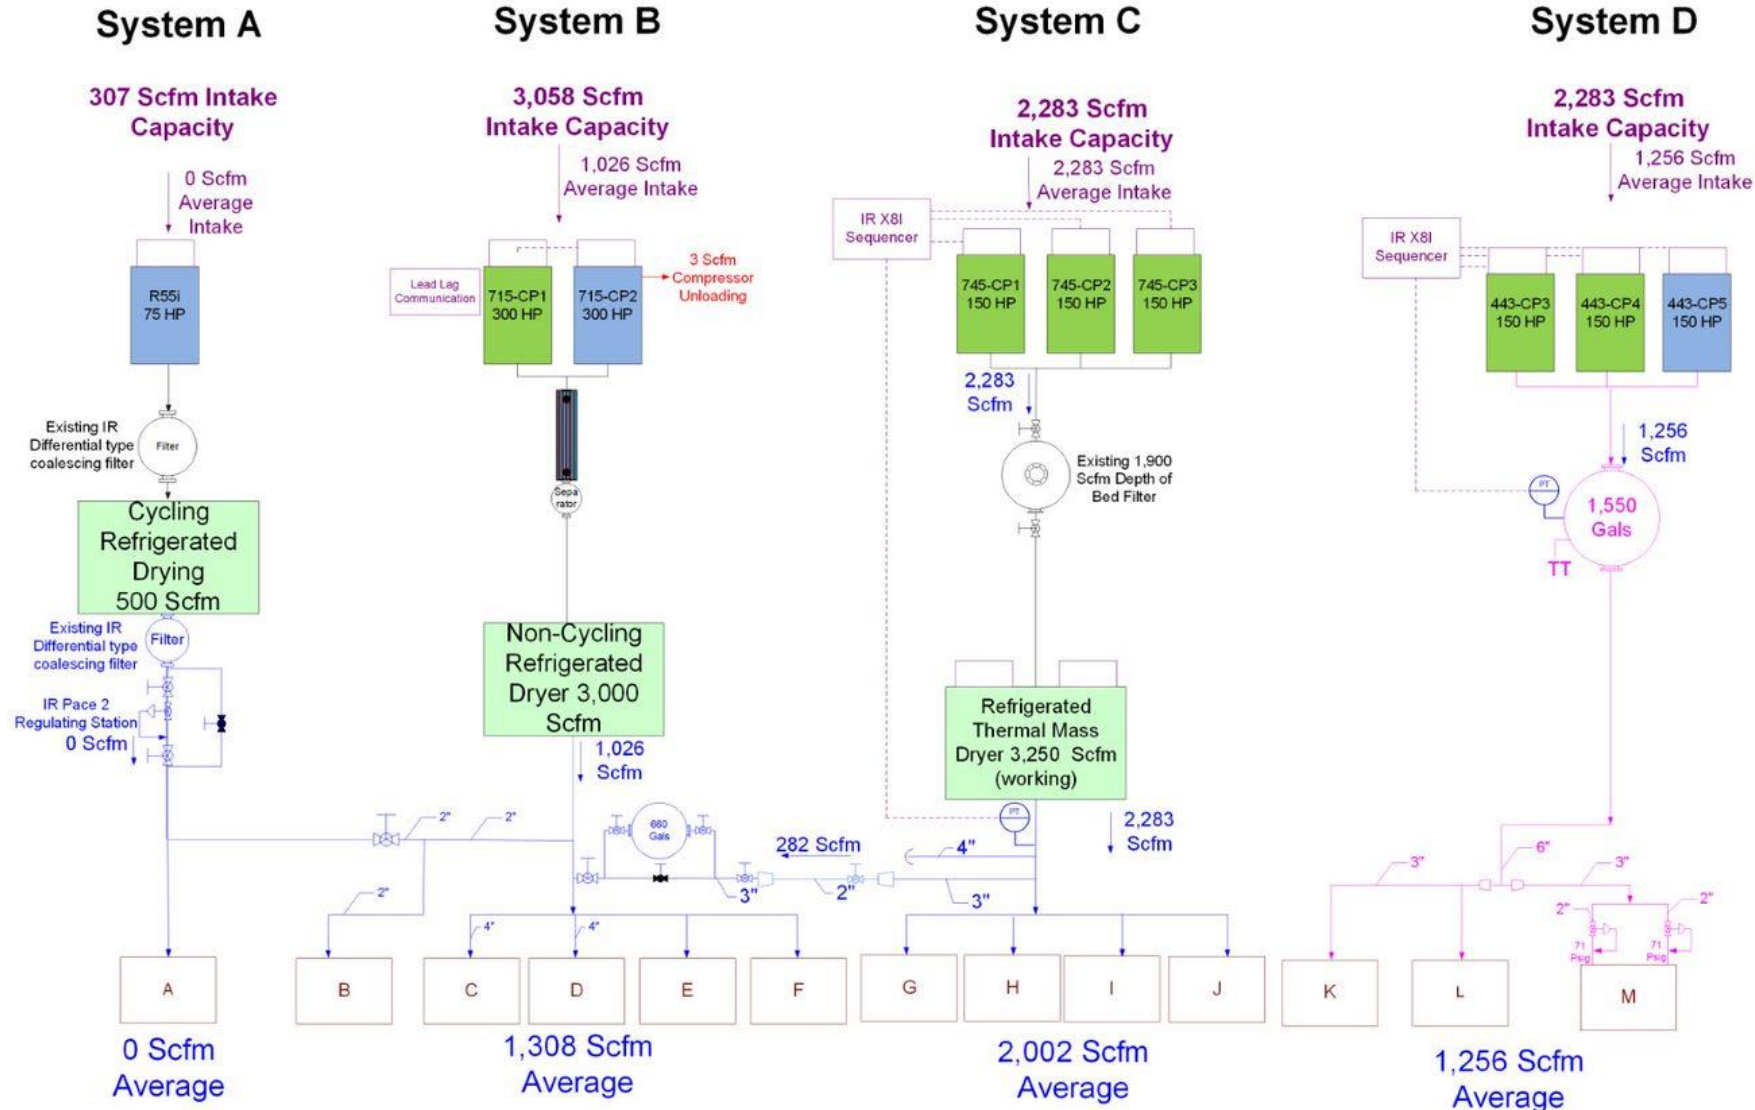 System A
307 Scfm Intake
Capacity
0 Scfm
Average
Intake
R55i
75 HP
Existing IR
Differential type
coalescing filter
Filter
Cycling
Refrigerated
Drying
500 Scfm
Existing IR
Differential type
coalescing filter
Filter
IR Pace 2
Regulating Station
0 Scfm
2"
2"
2"
A
0 Scfm
Average
System B
3,058 Scfm
Intake Capacity
1,026 Scfm
Average Intake
Lead Lag
Communication
715-CP1
300 HP
715-CP2
300 HP
3 Scfm
Compressor
Unloading
Sepa
rator
Non-Cycling
Refrigerated
Dryer 3,000
Scfm
1,026
Scfm
660
Gals
282 Scfm
3"
2"
4"
4"
B
C
D
E
F
1,308 Scfm
Average
System C
2,283 Scfm
Intake Capacity
2,283 Scfm
Average Intake
IR X8I
Sequencer
745-CP1
150 HP
745-CP2
150 HP
745-CP3
150 HP
2,283
Scfm
Existing 1,900
Scfm Depth of
Bed Filter
Refrigerated
Thermal Mass
Dryer 3,250 Scfm
(working)
PT
2,283
Scfm
4"
3"
G
H
I
J
2,002 Scfm
Average
System D
2,283 Scfm
Intake Capacity
1,256 Scfm
Average Intake
IR X8I
Sequencer
443-CP3
150 HP
443-CP4
150 HP
443-CP5
150 HP
1,256
Scfm
PT
1,550
Gals
TT
6"
3"
3"
2"
2"
71
Psig
71
Psig
K
L
M
1,256 Scfm
Average